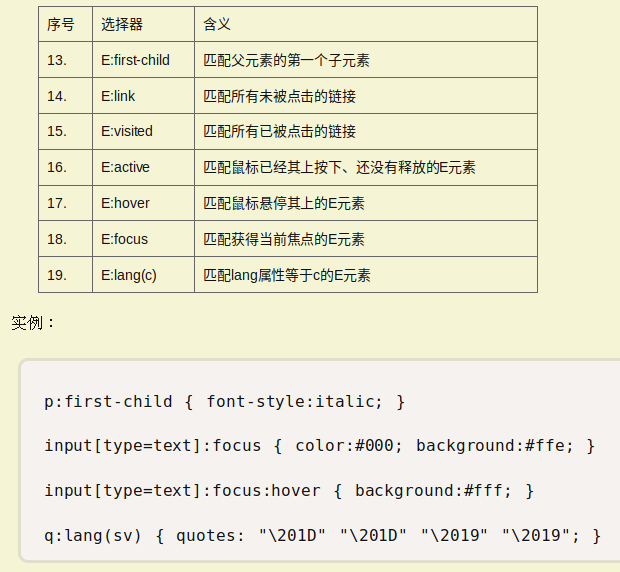 序号 选择器 含义
13. E:first-child 匹配父元素的第一个子元素
14. E:link 匹配所有未被点击的链接
15. E:visited 匹配所有已被点击的链接
16. E:active 匹配鼠标已经其上按下、还没有释放的E元素
17. E:hover 匹配鼠标悬停其上的E元素
18. E:focus 匹配获得当前焦点的E元素
19. E:lang(c) 匹配lang属性等于c的E元素
实例：
p:first-child { font-style:italic; }
input[type=text]:focus { color:#000; background:#ffe; }
input[type=text]:focus:hover { background:#fff; }
q:lang(sv) { quotes: "\201D" "\201D" "\2019" "\2019"; }